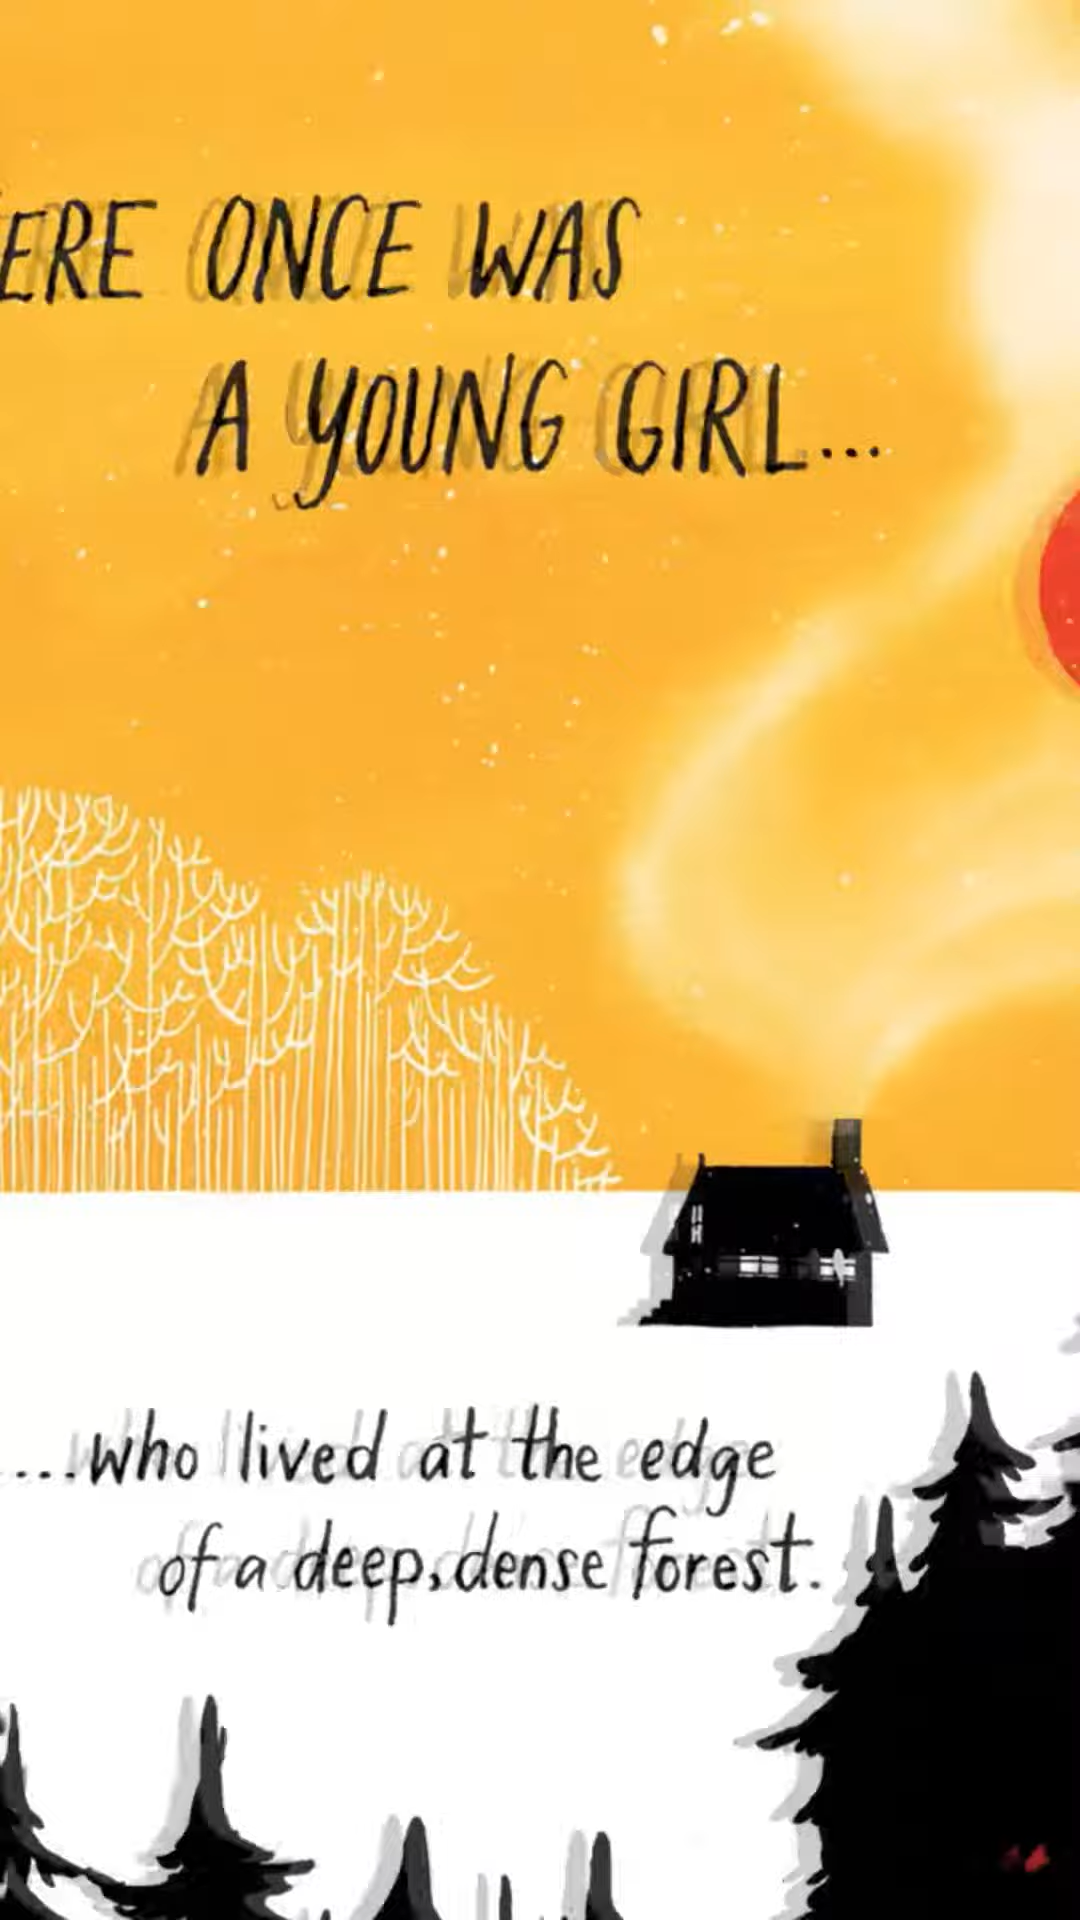 ERE ONCE WAS
A YOUNG GIRL...
...who lived at the edge
of a deep, dense forest.